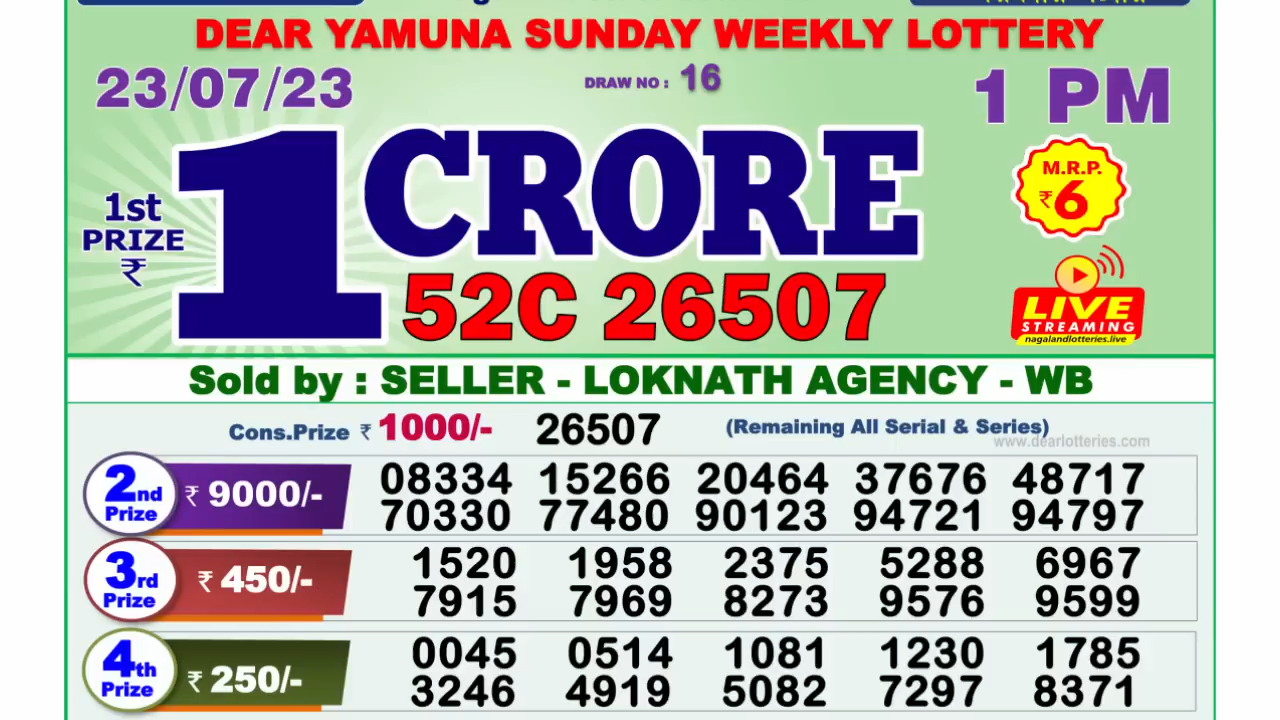 DEAR YAMUNA SUNDAY WEEKLY LOTTERY
23/07/23
DRAW NO : 16
1 PM
1st
PRIZE
₹
1 CRORE
M.R.P.
₹6
52C 26507
LIVE
STREAMING
nagalandlotteries.live
Sold by : SELLER - LOKNATH AGENCY - WB
Cons.Prize ₹ 1000/- 26507 (Remaining All Serial & Series)
www.dearlotteries.com
2nd Prize ₹ 9000/-
08334 15266 20464 37676 48717
70330 77480 90123 94721 94797
3rd Prize ₹ 450/-
1520 1958 2375 5288 6967
7915 7969 8273 9576 9599
4th Prize ₹ 250/-
0045 0514 1081 1230 1785
3246 4919 5082 7297 8371